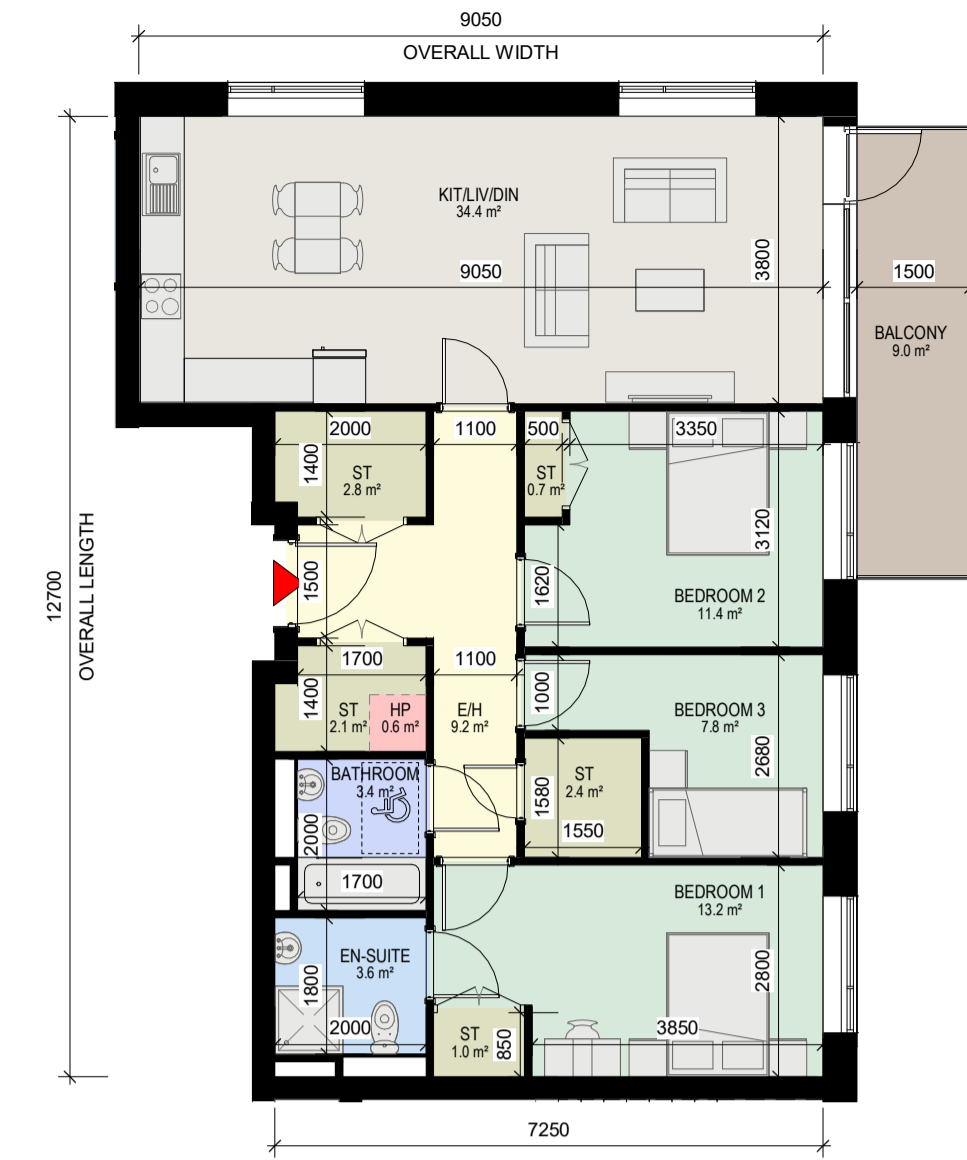 9050
OVERALL WIDTH
KIT/LIV/DIN
34.4 m²
9050
3800
1500
BALCONY
9.0 m²
2000
1100
500
3350
1400
ST
2.8 m²
ST
0.7 m²
3120
12700
OVERALL LENGTH
1500
1620
BEDROOM 2
11.4 m²
1700
1100
1400
ST
2.1 m²
HP
0.6 m²
E/H
9.2 m²
1000
BEDROOM 3
7.8 m²
2680
BATHROOM
3.4 m²
2000
1700
1580
ST
2.4 m²
1550
BEDROOM 1
13.2 m²
EN-SUITE
3.6 m²
1800
2000
2800
ST
1.0 m²
850
3850
7250